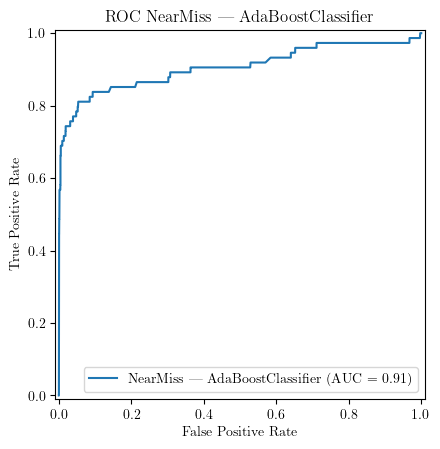 ROC NearMiss — AdaBoostClassifier
1.0
0.8
0.6
0.4
0.2
0.0
True Positive Rate
NearMiss — AdaBoostClassifier (AUC = 0.91)
0.0 0.2 0.4 0.6 0.8 1.0
False Positive Rate